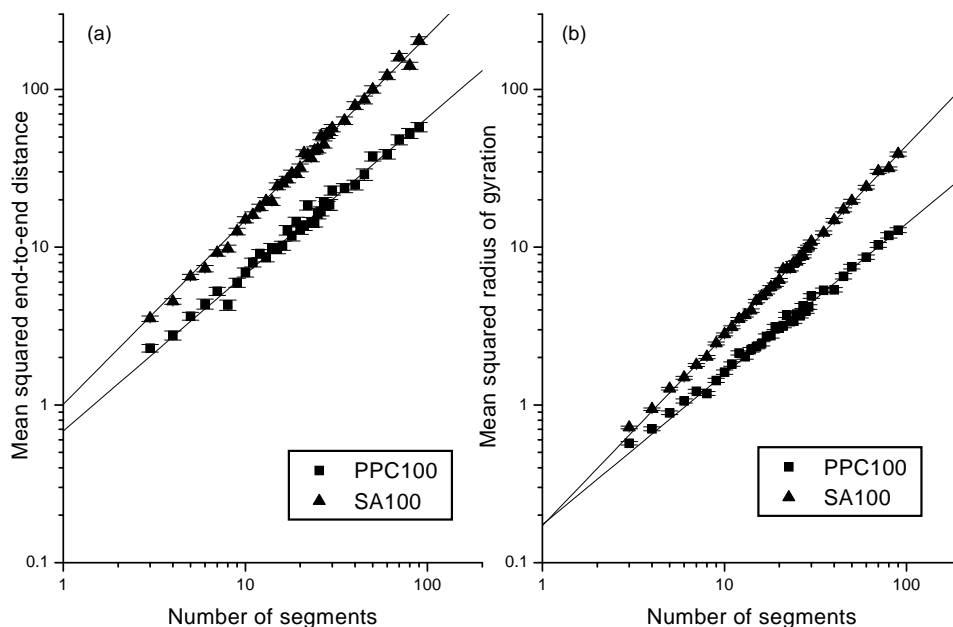 (a)
Mean squared end-to-end distance
100
10
1
0.1
1
10
100
Number of segments
PPC100
SA100
(b)
Mean squared radius of gyration
100
10
1
0.1
1
10
100
Number of segments
PPC100
SA100